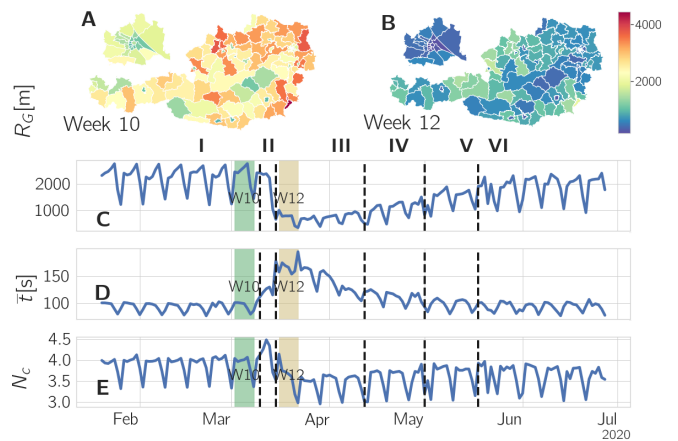 A
B
4000
2000
R_G[m]
Week 10
Week 12
I II III IV V VI
2000
1000
W10 W12
C
t̅[s]
150
100
W10 W12
D
N_c
4.5
4.0
3.5
3.0
W10 W12
E
Feb Mar Apr May Jun Jul
2020